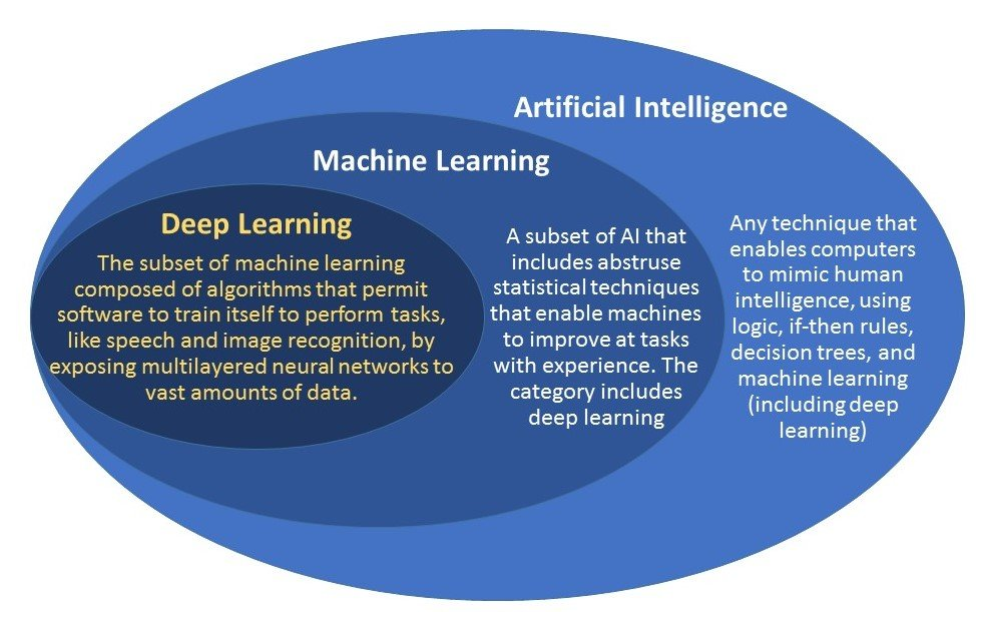 Artificial Intelligence
Machine Learning
Deep Learning
The subset of machine learning
composed of algorithms that permit
software to train itself to perform tasks,
like speech and image recognition, by
exposing multilayered neural networks to
vast amounts of data.
A subset of AI that
includes abstruse
statistical techniques
that enable machines
to improve at tasks
with experience. The
category includes
deep learning
Any technique that
enables computers
to mimic human
intelligence, using
logic, if-then rules,
decision trees, and
machine learning
(including deep
learning)